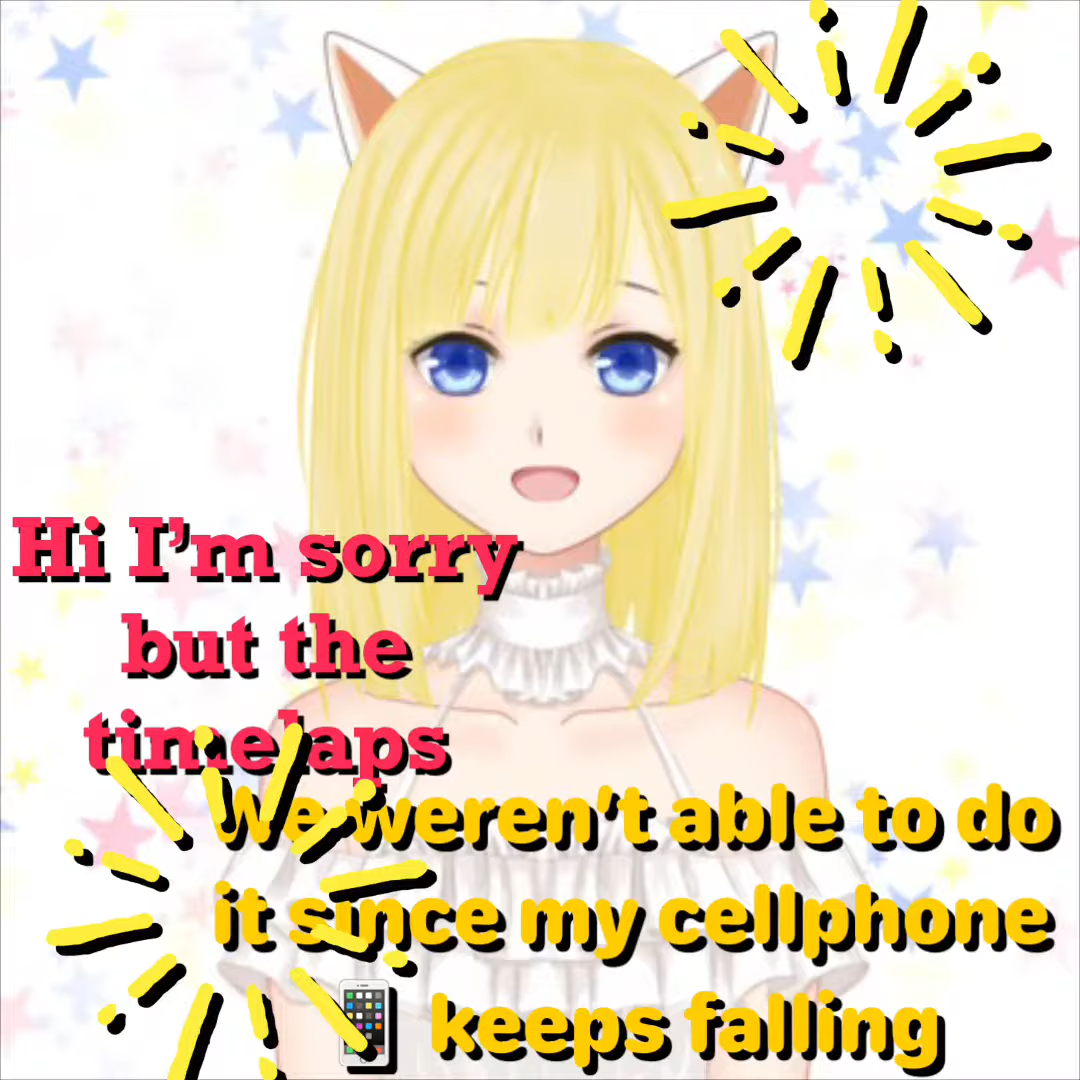 Hi I'm sorry
but the
timelaps
We weren't able to do
it since my cellphone
📱 keeps falling